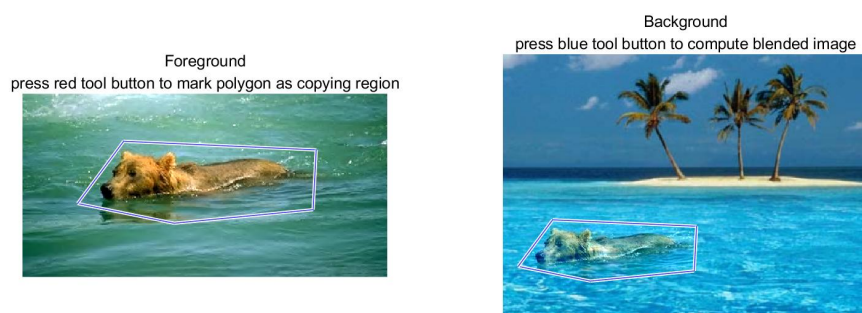 Foreground
press red tool button to mark polygon as copying region
Background
press blue tool button to compute blended image